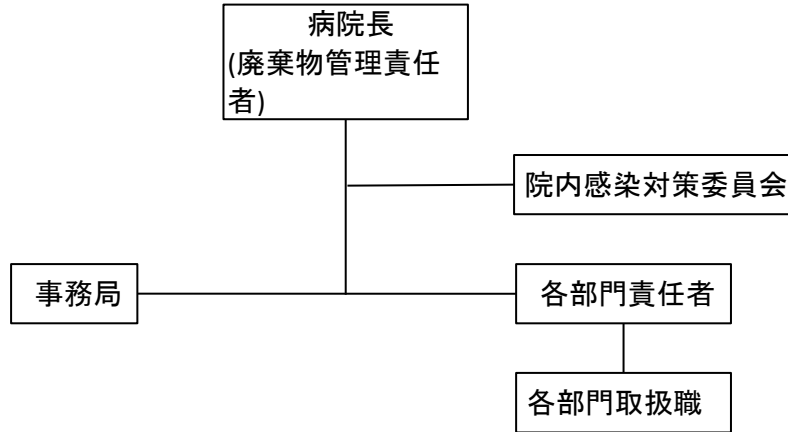 病院長
(廃棄物管理責任
者)
院内感染対策委員会
事務局
各部門責任者
各部門取扱職